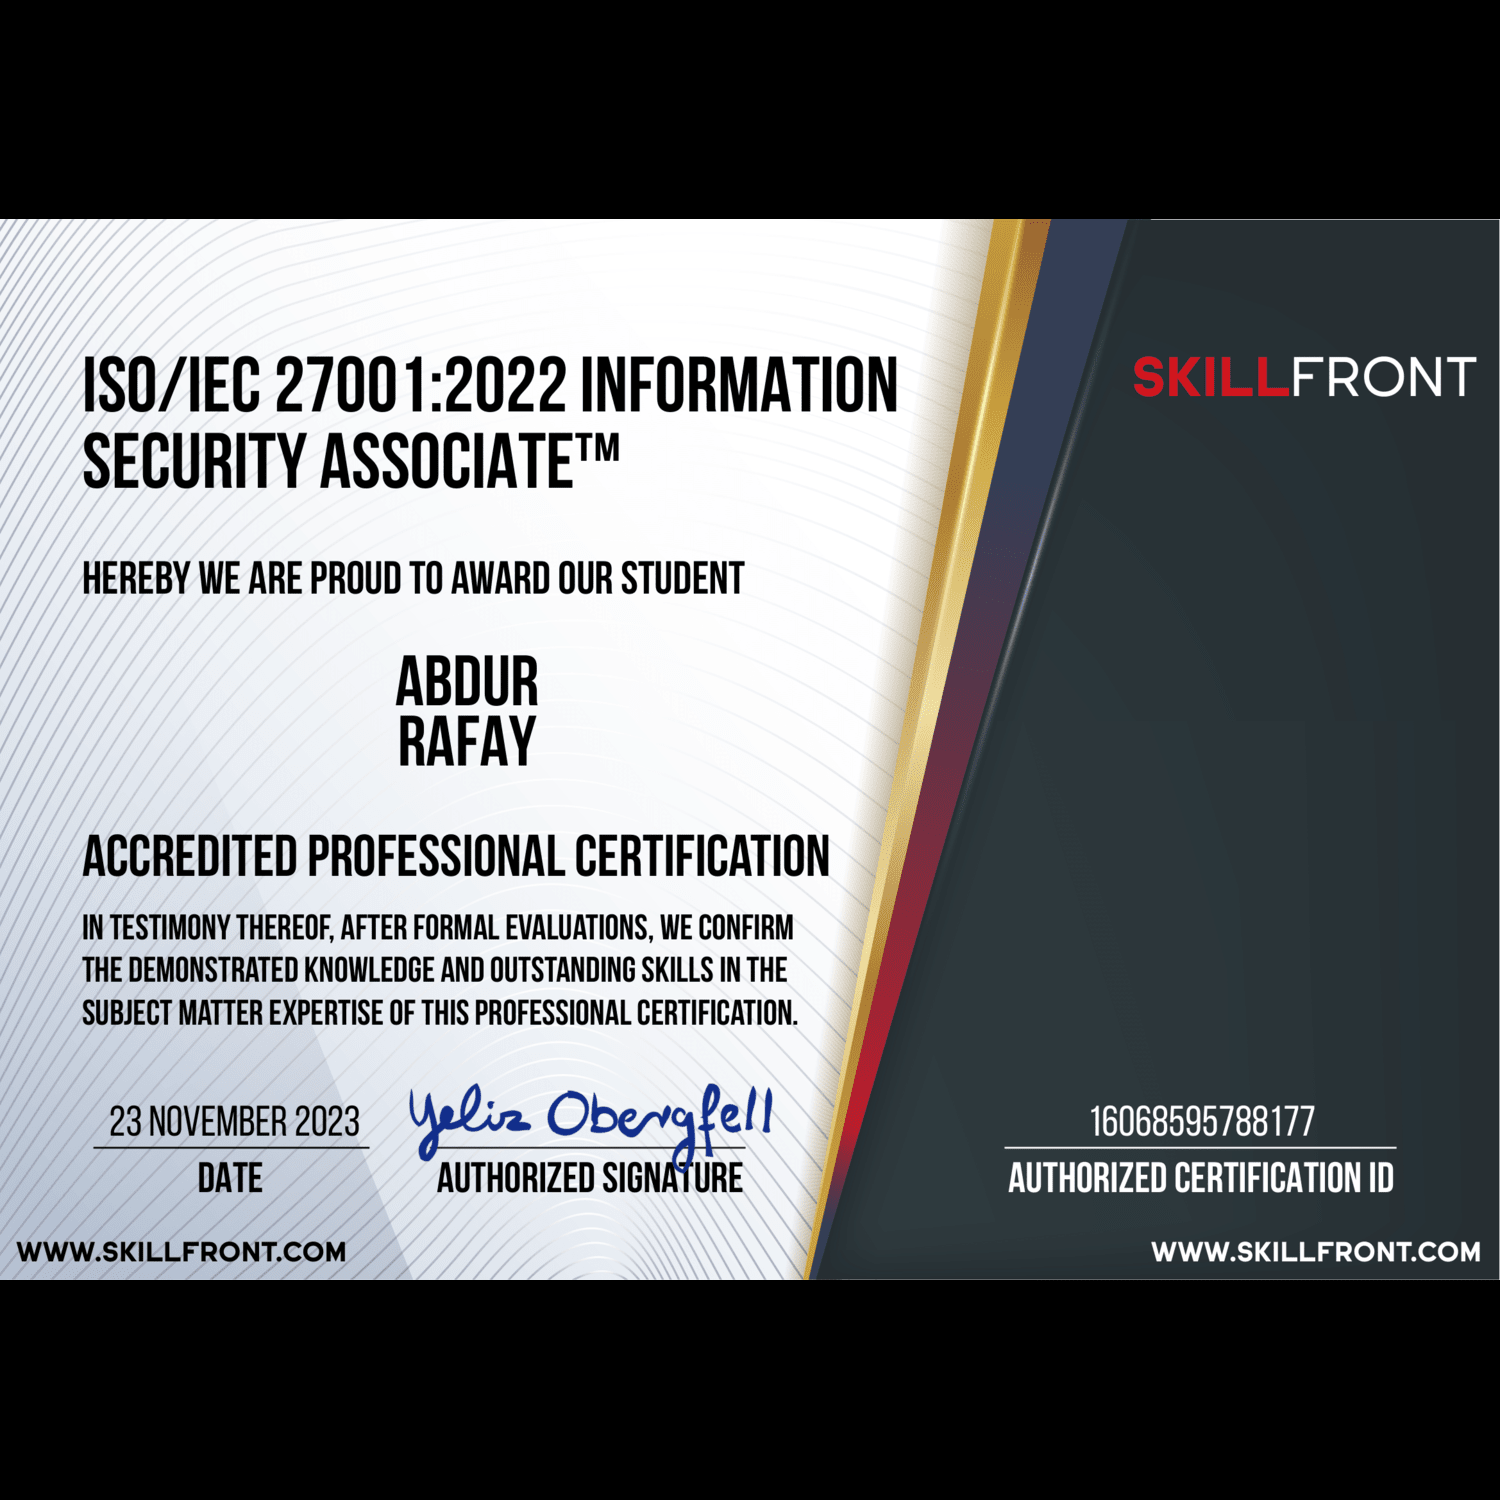 ISO/IEC 27001:2022 INFORMATION
SECURITY ASSOCIATE™
SKILLFRONT
HEREBY WE ARE PROUD TO AWARD OUR STUDENT
ABDUR
RAFAY
ACCREDITED PROFESSIONAL CERTIFICATION
IN TESTIMONY THEREOF, AFTER FORMAL EVALUATIONS, WE CONFIRM
THE DEMONSTRATED KNOWLEDGE AND OUTSTANDING SKILLS IN THE
SUBJECT MATTER EXPERTISE OF THIS PROFESSIONAL CERTIFICATION.
23 NOVEMBER 2023
DATE
Yeliz Obergfell
AUTHORIZED SIGNATURE
16068595788177
AUTHORIZED CERTIFICATION ID
WWW.SKILLFRONT.COM
WWW.SKILLFRONT.COM